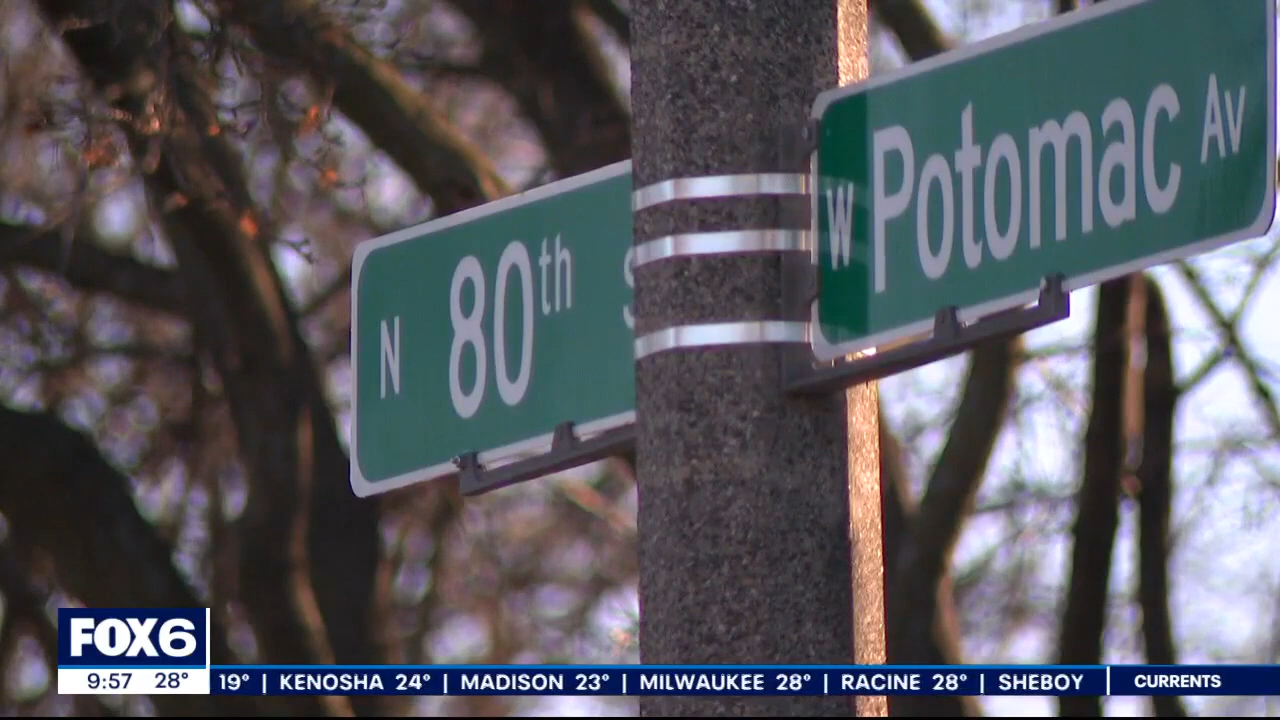 N 80th
W Potomac Av
FOX6
9:57 28°
19° | KENOSHA 24° | MADISON 23° | MILWAUKEE 28° | RACINE 28° | SHEBOY
CURRENTS